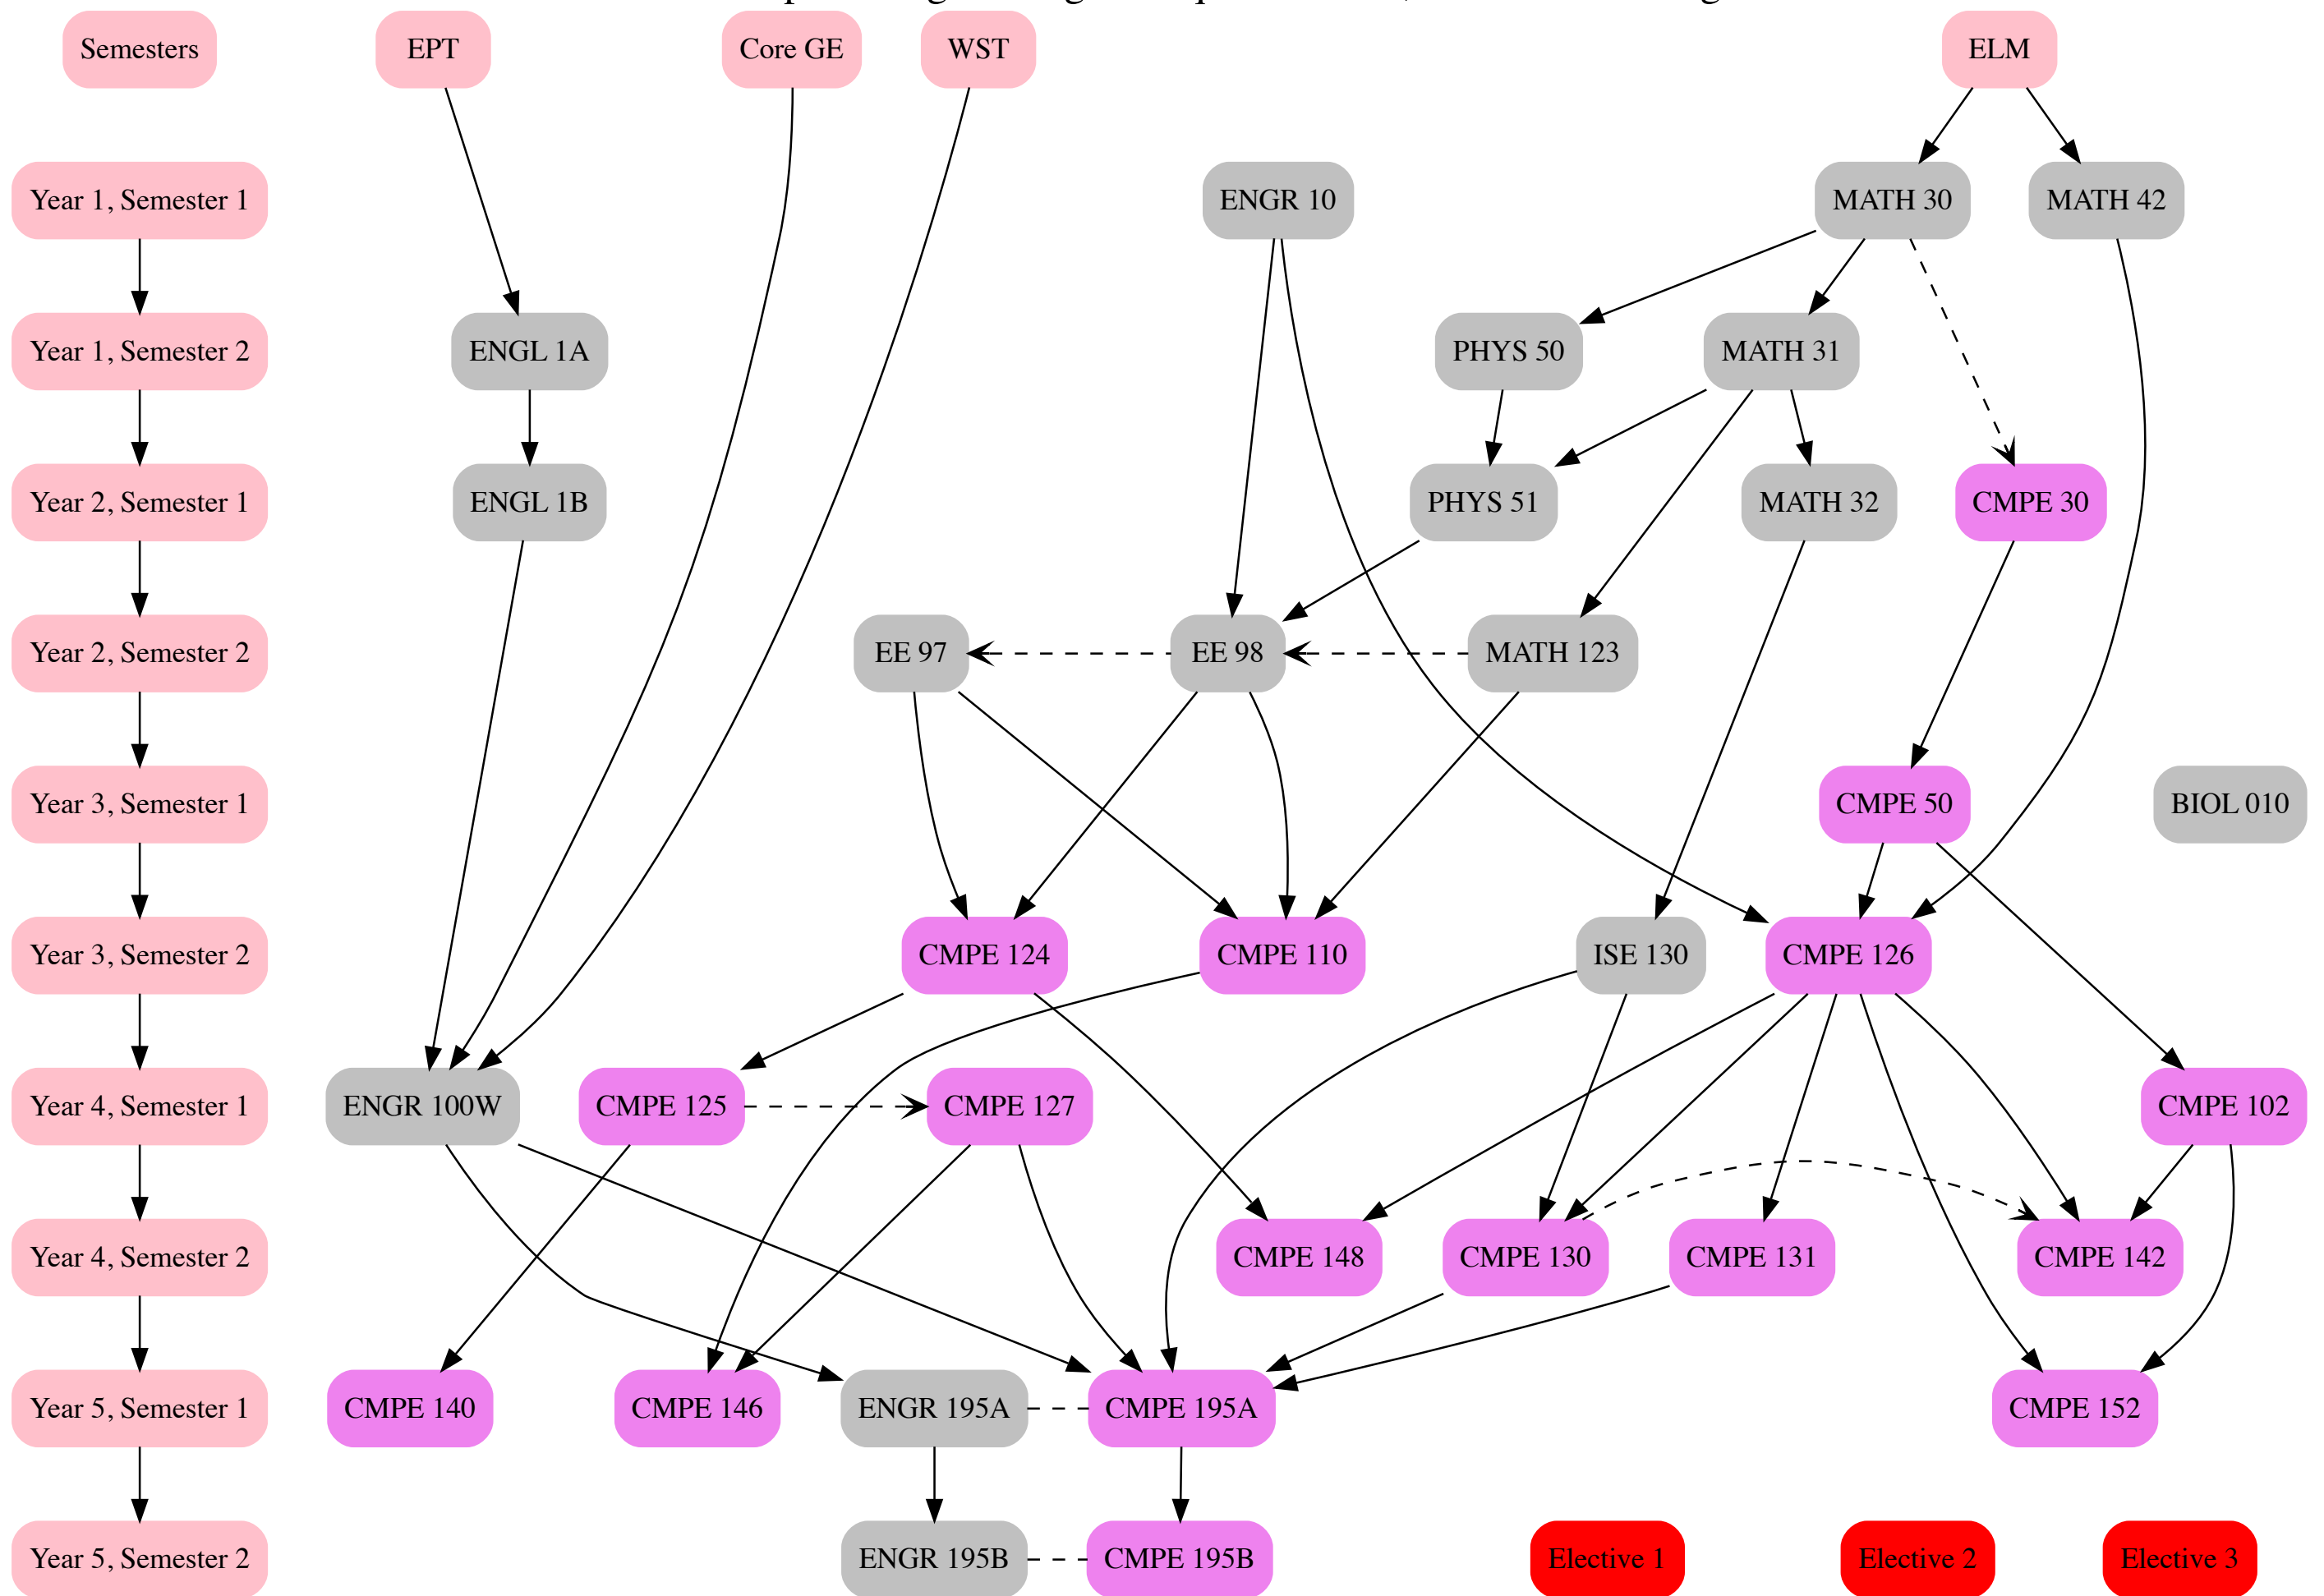 Semesters
EPT
Core GE
WST
ELM
Year 1, Semester 1
ENGR 10
MATH 30
MATH 42
Year 1, Semester 2
ENGL 1A
PHYS 50
MATH 31
Year 2, Semester 1
ENGL 1B
PHYS 51
MATH 32
CMPE 30
Year 2, Semester 2
EE 97
EE 98
MATH 123
Year 3, Semester 1
CMPE 50
BIOL 010
Year 3, Semester 2
CMPE 124
CMPE 110
ISE 130
CMPE 126
Year 4, Semester 1
ENGR 100W
CMPE 125
CMPE 127
CMPE 102
Year 4, Semester 2
CMPE 148
CMPE 130
CMPE 131
CMPE 142
Year 5, Semester 1
CMPE 140
CMPE 146
ENGR 195A
CMPE 195A
CMPE 152
Year 5, Semester 2
ENGR 195B
CMPE 195B
Elective 1
Elective 2
Elective 3